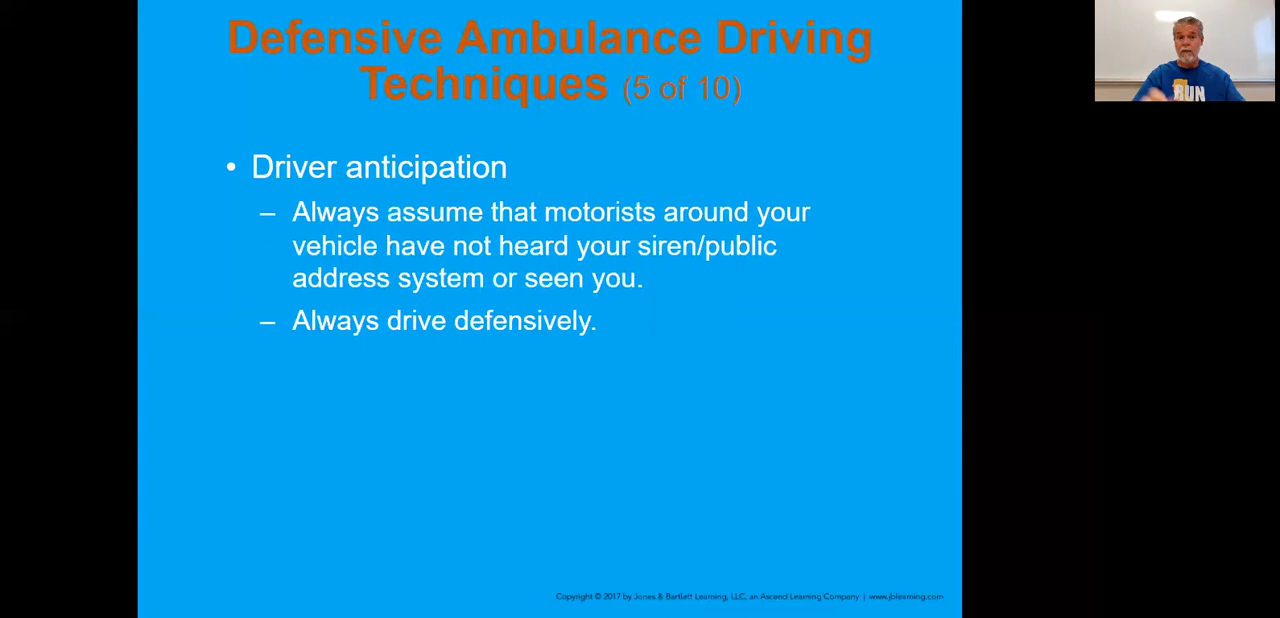 Defensive Ambulance Driving
Techniques (5 of 10)
• Driver anticipation
– Always assume that motorists around your
vehicle have not heard your siren/public
address system or seen you.
– Always drive defensively.
Copyright © 2017 by Jones & Bartlett Learning, LLC, an Ascend Learning Company | www.jblearning.com
RUN